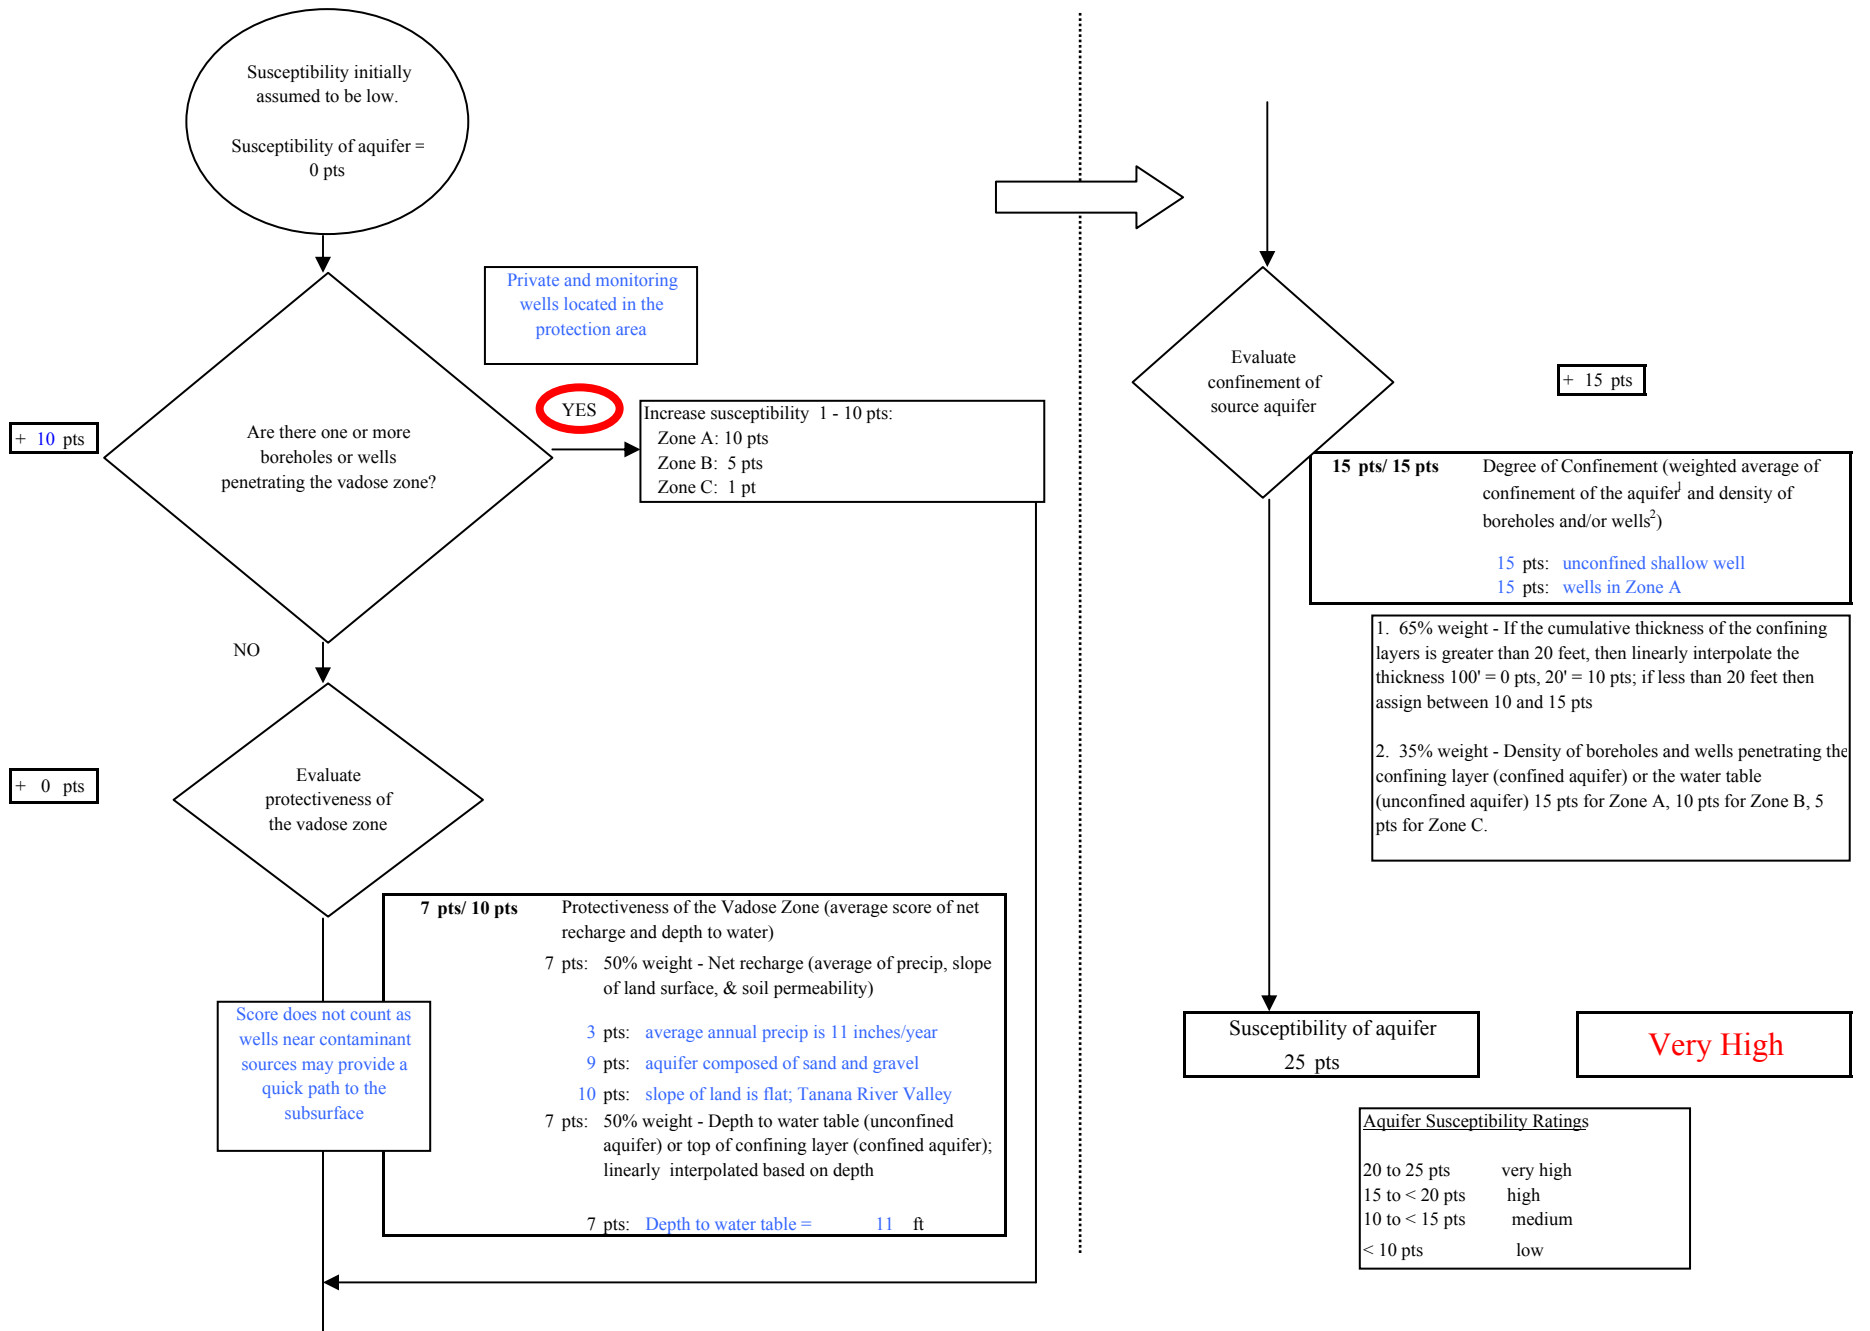 Susceptibility initially
assumed to be low.
Susceptibility of aquifer =
0 pts
Private and monitoring
wells located in the
protection area
YES
+ 10 pts
Are there one or more
boreholes or wells
penetrating the vadose zone?
Increase susceptibility 1 - 10 pts:
Zone A: 10 pts
Zone B: 5 pts
Zone C: 1 pt
NO
+ 0 pts
Evaluate
protectiveness of
the vadose zone
7 pts/ 10 pts Protectiveness of the Vadose Zone (average score of net
recharge and depth to water)
7 pts: 50% weight - Net recharge (average of precip, slope
of land surface, & soil permeability)
3 pts: average annual precip is 11 inches/year
9 pts: aquifer composed of sand and gravel
10 pts: slope of land is flat; Tanana River Valley
7 pts: 50% weight - Depth to water table (unconfined
aquifer) or top of confining layer (confined aquifer);
linearly interpolated based on depth
7 pts: Depth to water table = 11 ft
Score does not count as
wells near contaminant
sources may provide a
quick path to the
subsurface
Evaluate
confinement of
source aquifer
+ 15 pts
15 pts/ 15 pts Degree of Confinement (weighted average of
confinement of the aquifer1 and density of
boreholes and/or wells2)
15 pts: unconfined shallow well
15 pts: wells in Zone A
1. 65% weight - If the cumulative thickness of the confining
layers is greater than 20 feet, then linearly interpolate the
thickness 100' = 0 pts, 20' = 10 pts; if less than 20 feet then
assign between 10 and 15 pts
2. 35% weight - Density of boreholes and wells penetrating the
confining layer (confined aquifer) or the water table
(unconfined aquifer) 15 pts for Zone A, 10 pts for Zone B, 5
pts for Zone C.
Susceptibility of aquifer
25 pts
Very High
Aquifer Susceptibility Ratings
20 to 25 pts very high
15 to < 20 pts high
10 to < 15 pts medium
< 10 pts low